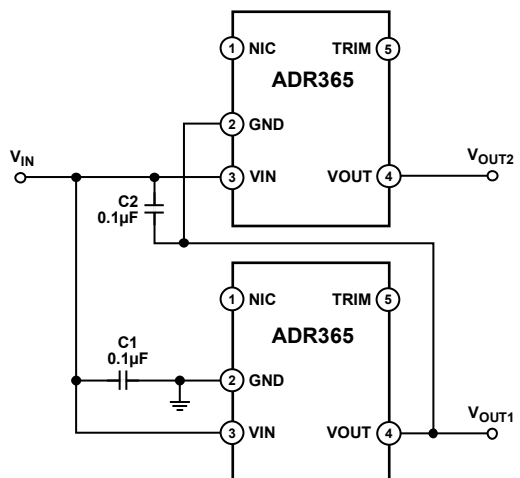 1 NIC TRIM 5
ADR365
2 GND
VIN
3 VIN VOUT 4 VOUT2
C2
0.1µF
1 NIC TRIM 5
ADR365
C1
0.1µF
2 GND
3 VIN VOUT 4 VOUT1